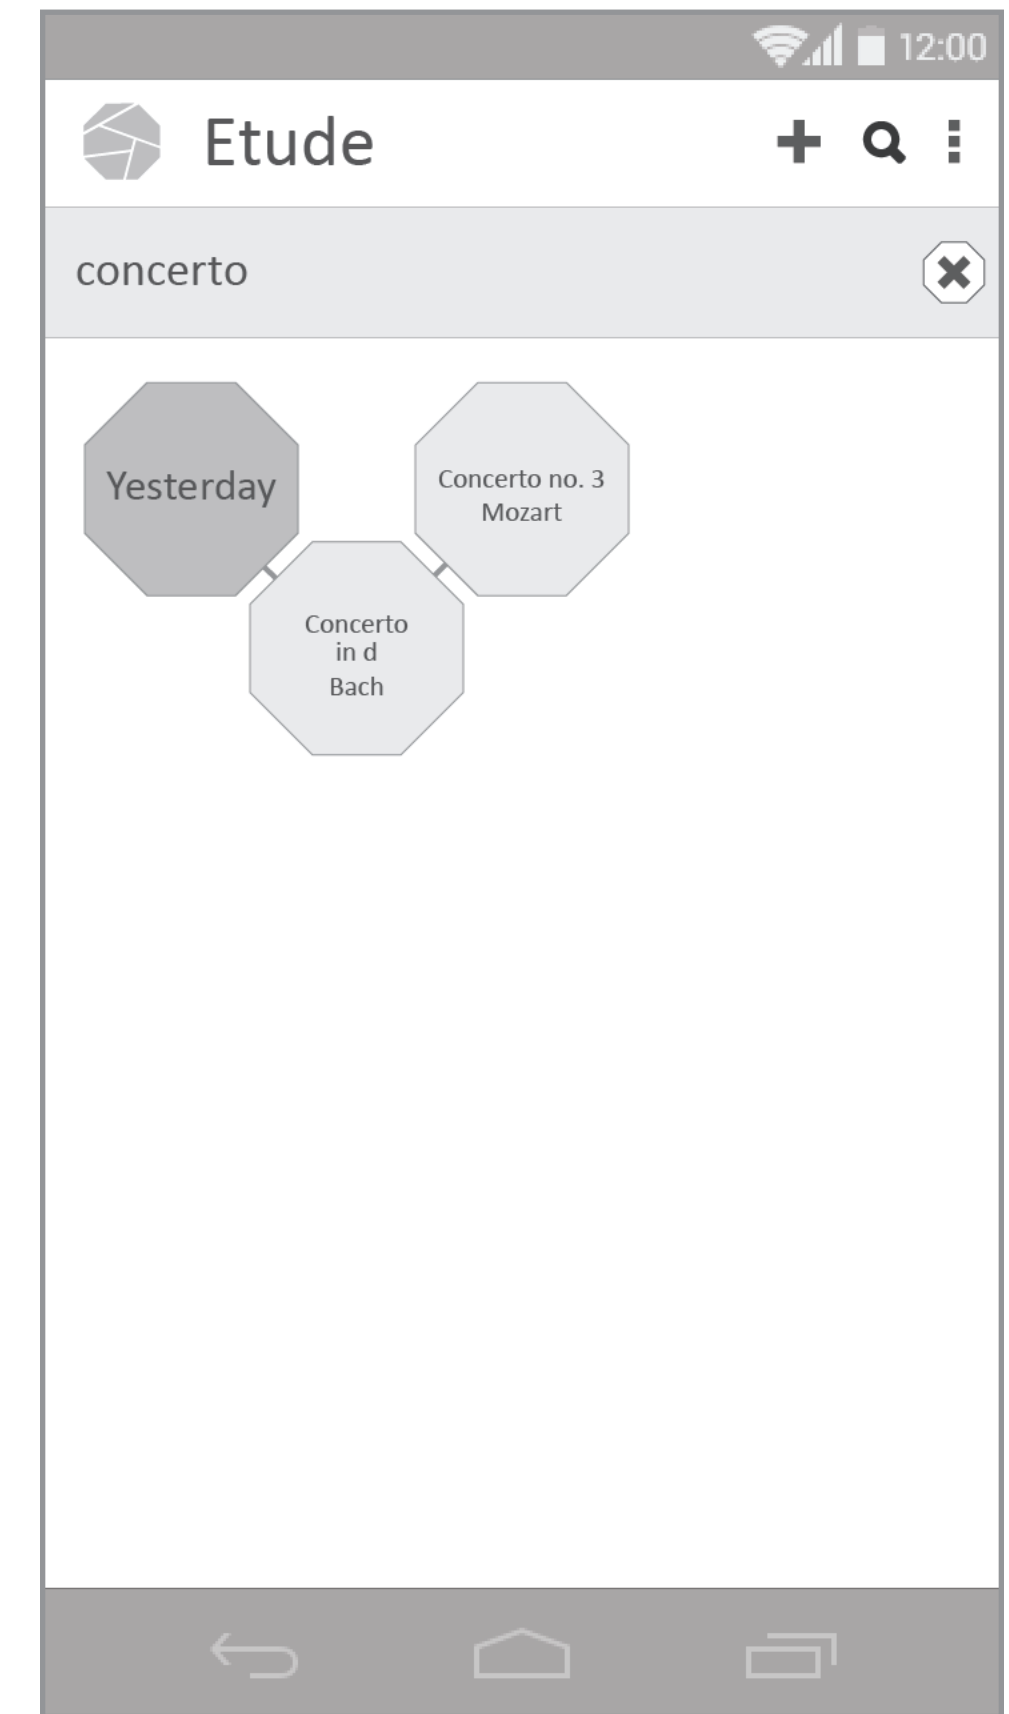 12:00
Etude
concerto
Yesterday
Concerto no. 3
Mozart
Concerto
in d
Bach